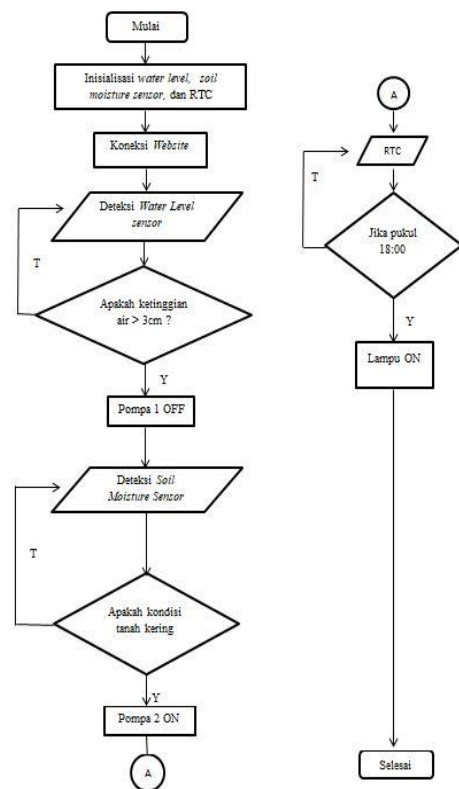 Mulai
Inisialisasi water level, soil
moisture sensor, dan RTC
Koneksi Website
Deteksi Water Level
sensor
T
Apakah ketinggian
air > 3cm ?
Y
Pompa 1 OFF
Deteksi Soil
Moisture Sensor
T
Apakah kondisi
tanah kering
Y
Pompa 2 ON
A
A
RTC
T
Jika pukul
18:00
Y
Lampu ON
Selesai